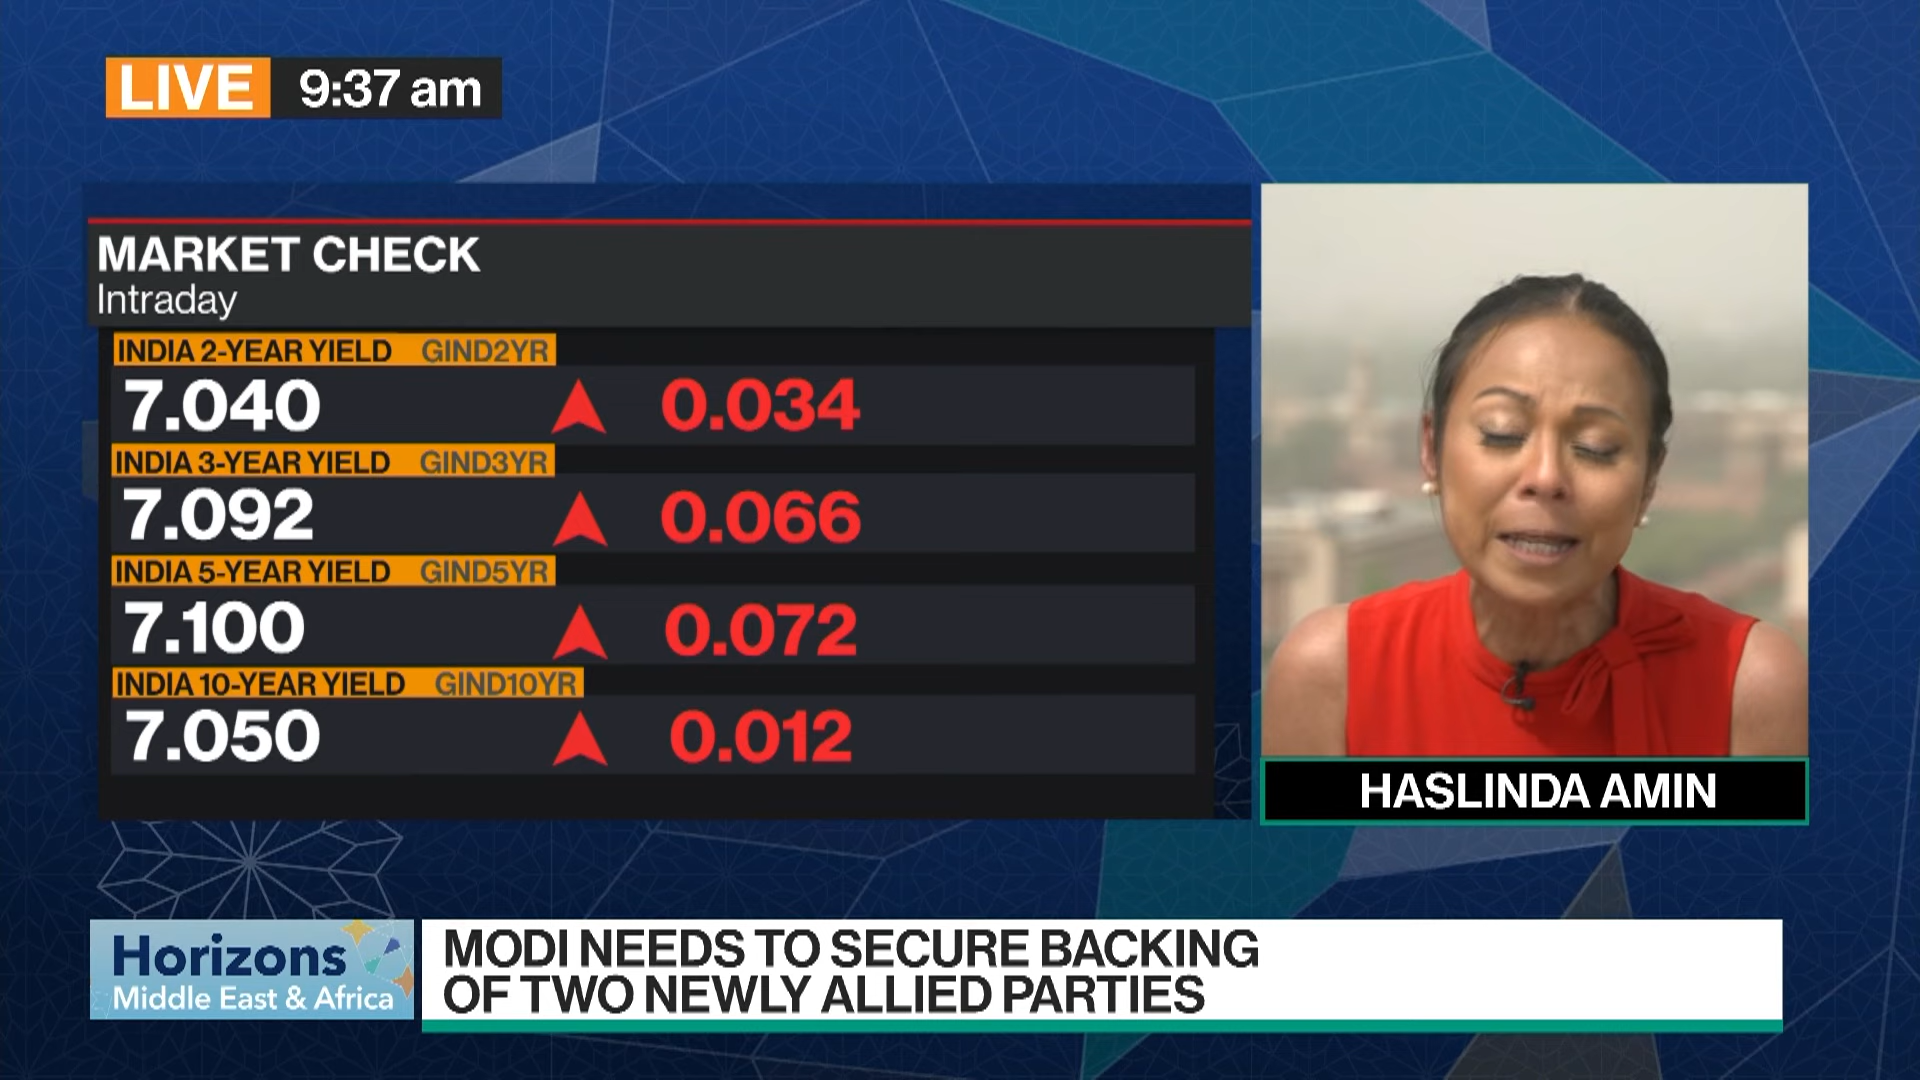 LIVE 9:37 am
MARKET CHECK
Intraday
INDIA 2-YEAR YIELD GIND2YR
7.040 0.034
INDIA 3-YEAR YIELD GIND3YR
7.092 0.066
INDIA 5-YEAR YIELD GIND5YR
7.100 0.072
INDIA 10-YEAR YIELD GIND10YR
7.050 0.012
HASLINDA AMIN
Horizons
Middle East & Africa
MODI NEEDS TO SECURE BACKING
OF TWO NEWLY ALLIED PARTIES